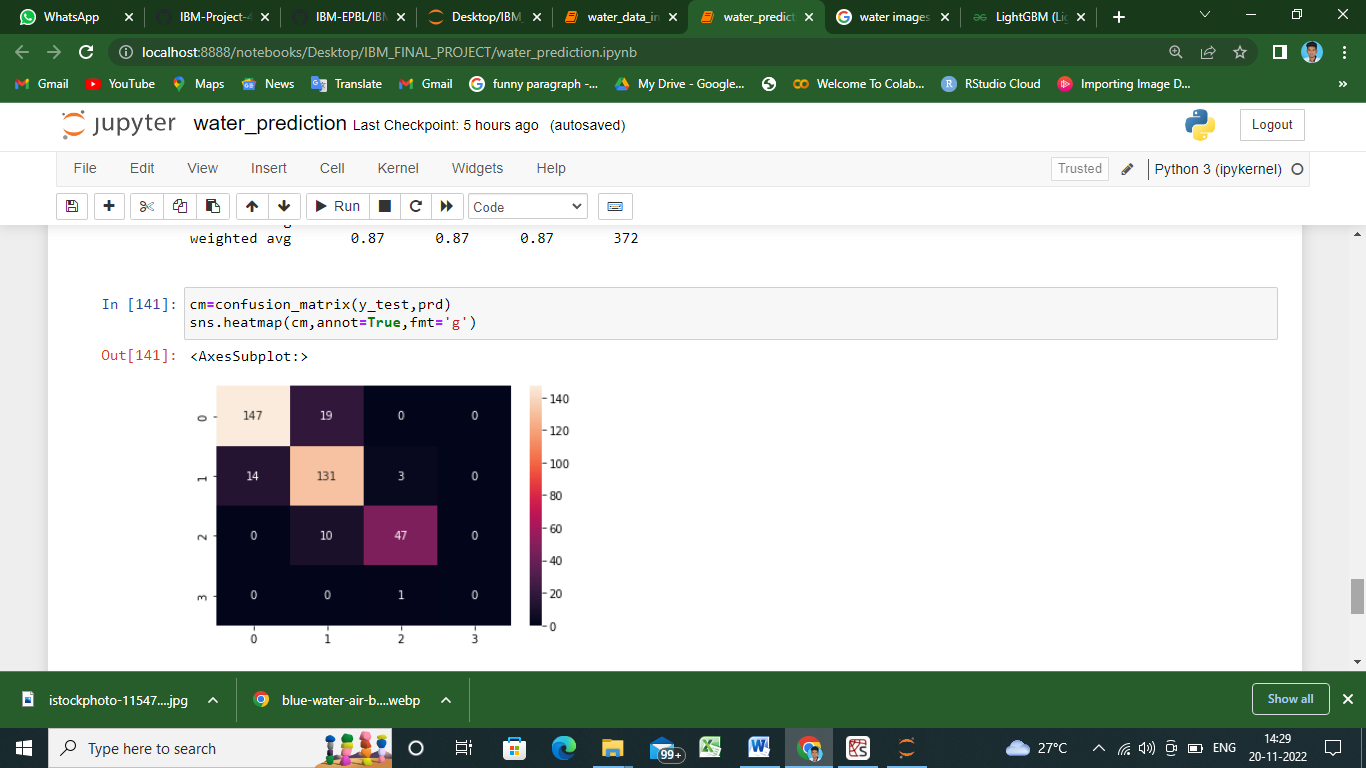 WhatsApp
IBM-Project-4
IBM-EPBL/IBM
Desktop/IBM_
water_data_in
water_predict
water images
LightGBM (Lig
localhost:8888/notebooks/Desktop/IBM_FINAL_PROJECT/water_prediction.ipynb
Gmail YouTube Maps News Translate Gmail funny paragraph -... My Drive - Google... Welcome To Colab... RStudio Cloud Importing Image D... »
jupyter water_prediction Last Checkpoint: 5 hours ago (autosaved) Logout
File Edit View Insert Cell Kernel Widgets Help Trusted Python 3 (ipykernel)
Run Code
weighted avg 0.87 0.87 0.87 372
In [141]: cm=confusion_matrix(y_test,prd)
sns.heatmap(cm,annot=True,fmt='g')
Out[141]: <AxesSubplot:>
0 147 19 0 0
1 14 131 3 0
2 0 10 47 0
3 0 0 1 0
0 1 2 3
140
120
100
80
60
40
20
0
istockphoto-11547....jpg blue-water-air-b....webp Show all
Type here to search 99+ 27°C ENG 14:29
20-11-2022